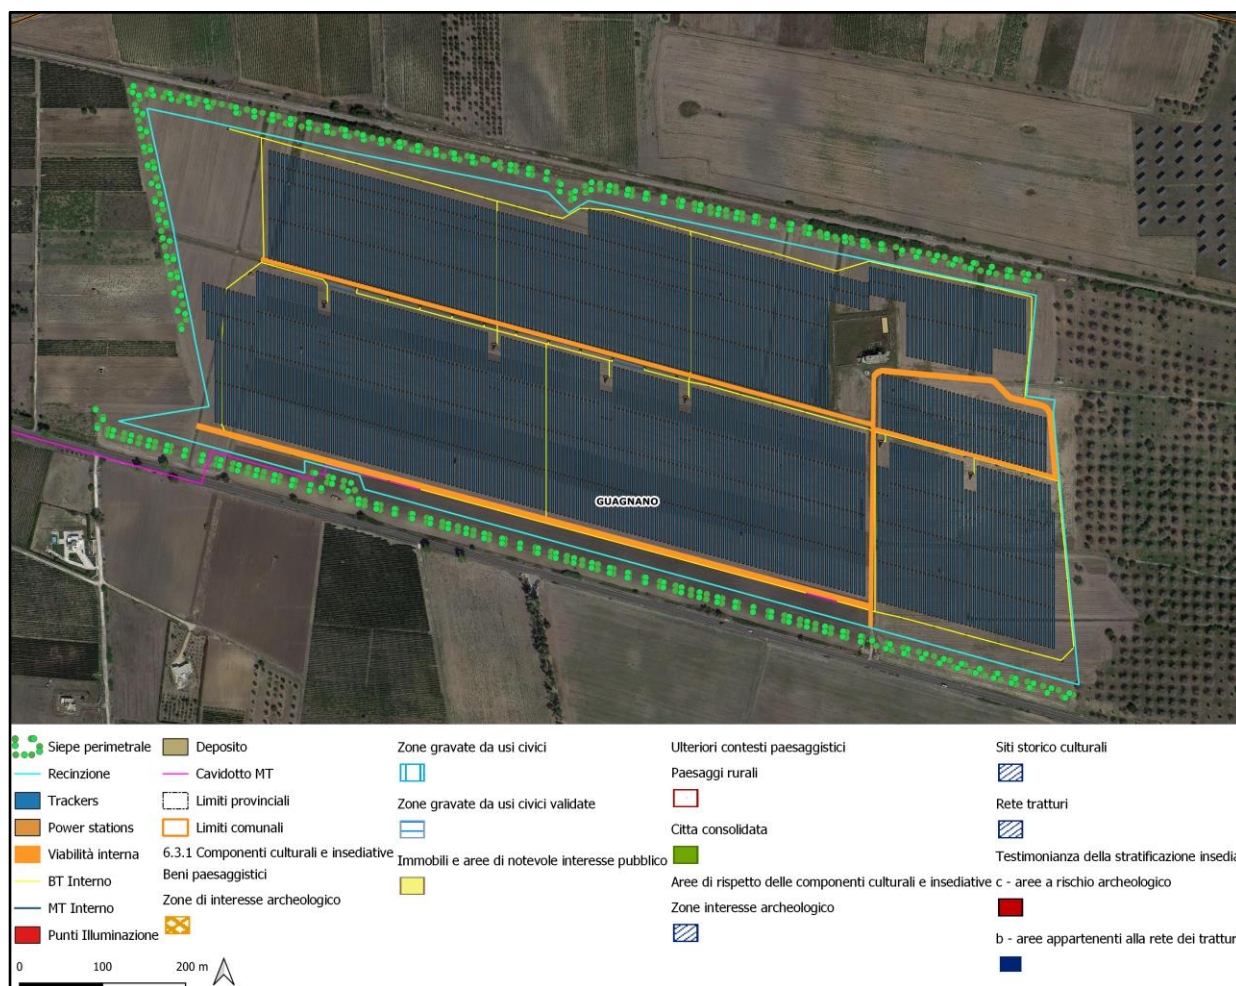 GUAGNANO
Siepe perimetrale
Recinzione
Trackers
Power stations
Viabilità interna
BT Interno
MT Interno
Punti Illuminazione
Deposito
Cavidotto MT
Limiti provinciali
Limiti comunali
6.3.1 Componenti culturali e insediative
Beni paesaggistici
Zone di interesse archeologico
Zone gravate da usi civici
Zone gravate da usi civici validate
Immobili e aree di notevole interesse pubblico
Ulteriori contesti paesaggistici
Paesaggi rurali
Citta consolidata
Aree di rispetto delle componenti culturali e insediative
Zone interesse archeologico
Siti storico culturali
Rete tratturi
Testimonianza della stratificazione insedia
c - aree a rischio archeologico
b - aree appartenenti alla rete dei trattur
0 100 200 m